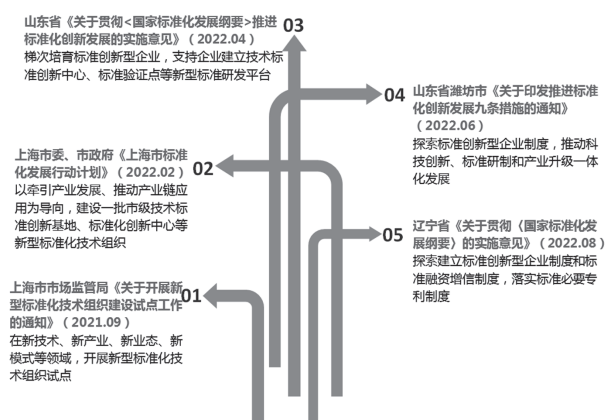 山东省《关于贯彻<国家标准化发展纲要>推进
标准化创新发展的实施意见》（2022.04）
梯次培育标准创新型企业，支持企业建立技术标
准创新中心、标准验证点等新型标准研发平台
03
04
山东省潍坊市《关于印发推进标准
化创新发展九条措施的通知》
（2022.06）
探索标准创新型企业制度，推动科
技创新、标准研制和产业升级一体
化发展
上海市委、市政府《上海市标准
化发展行动计划》（2022.02）
以牵引产业发展、推动产业链应
用为导向，建设一批市级技术标
准创新基地、标准化创新中心等
新型标准化技术组织
02
05
辽宁省《关于贯彻〈国家标准化发
展纲要〉的实施意见》（2022.08）
探索建立标准创新型企业制度和标
准融资增信制度，落实标准必要专
利制度
上海市市场监管局《关于开展新
型标准化技术组织建设试点工作
的通知》（2021.09）
在新技术、新产业、新业态、新
模式等领域，开展新型标准化技
术组织试点
01